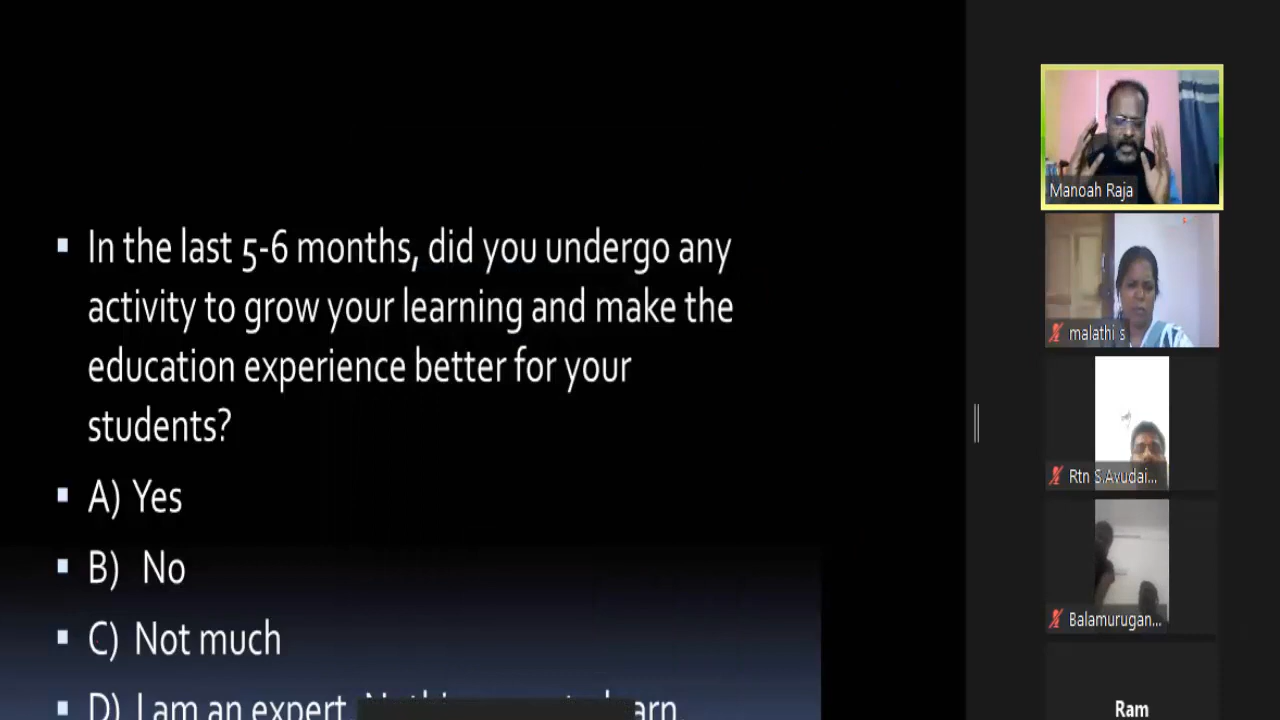 In the last 5-6 months, did you undergo any
activity to grow your learning and make the
education experience better for your
students?
A) Yes
B) No
C) Not much
D) I am an expert.
Manoah Raja
malathi s
Rtn S.Avudai...
Balamurugan...
Ram